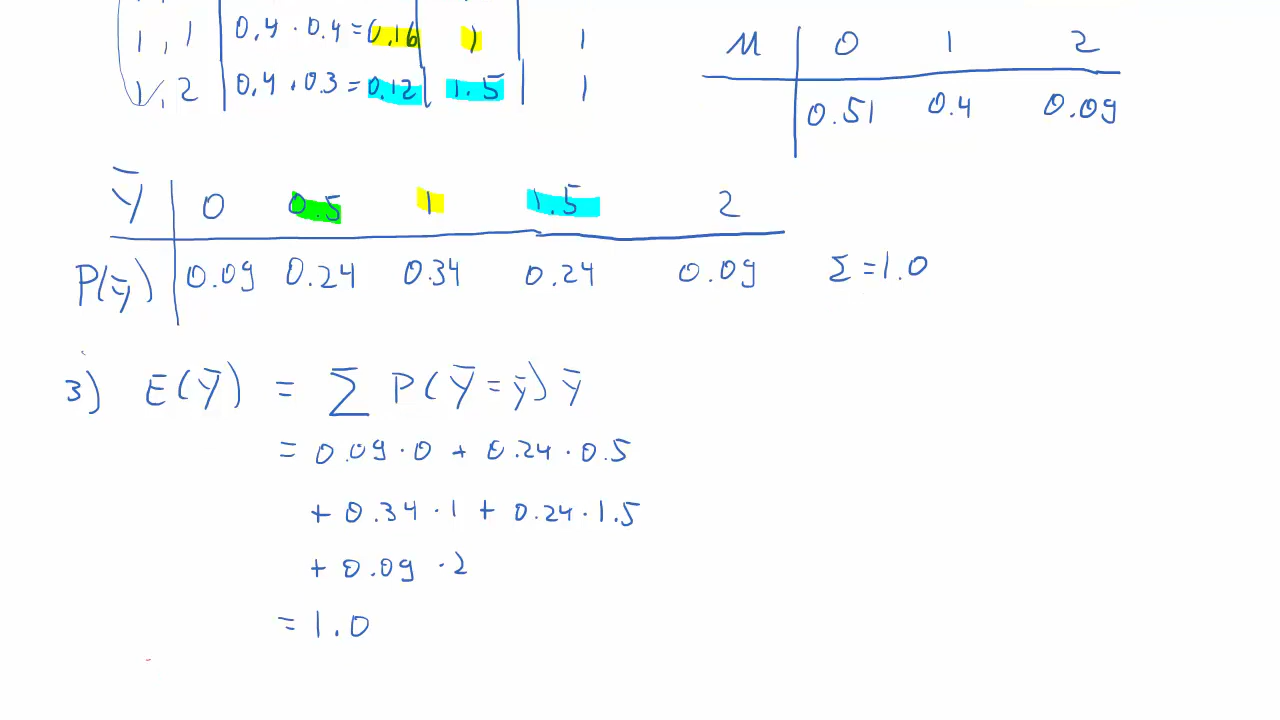 1, 1 | 0.4 · 0.4 = 0.16 | 1 | 1
1, 2 | 0.4 · 0.3 = 0.12 | 1.5 | 1
M | 0 1 2
0.51 0.4 0.09
Ȳ | 0 0.5 1 1.5 2
P(ȳ) | 0.09 0.24 0.34 0.24 0.09 Σ = 1.0
3) E(Ȳ) = Σ P(Ȳ = ȳ) ȳ
= 0.09 · 0 + 0.24 · 0.5
+ 0.34 · 1 + 0.24 · 1.5
+ 0.09 · 2
= 1.0